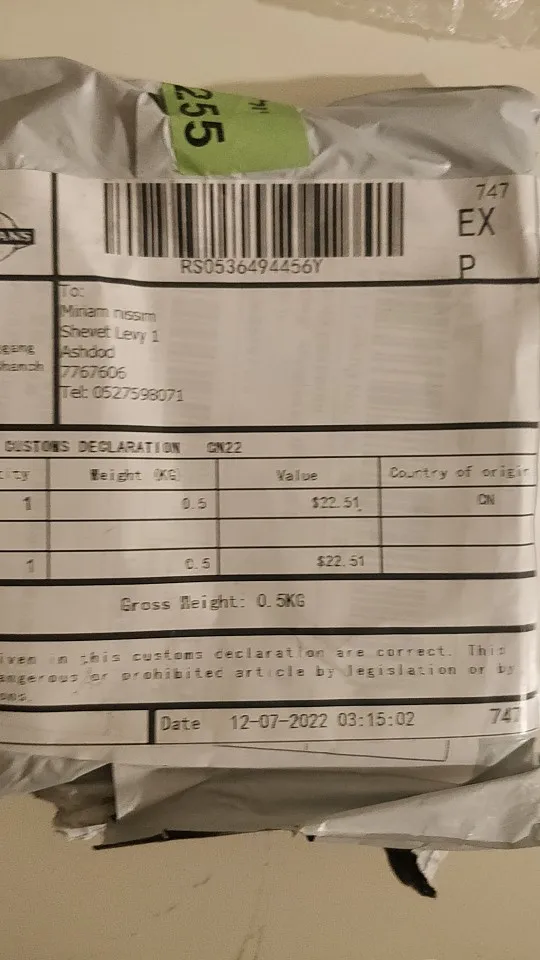 255
747
EX
P
RS0536494456Y
To:
Miriam nissim
Shevet Levy 1
Ashdod
7767606
Tel: 0527598071
CUSTOMS DECLARATION CN22
Weight (KG) Value Country of origin
1 0.5 $22.51 CN
1 0.5 $22.51
Gross Weight: 0.5KG
iven in this customs declaration are correct. This
angerous or prohibited article by legislation or by
ons.
Date 12-07-2022 03:15:02 747